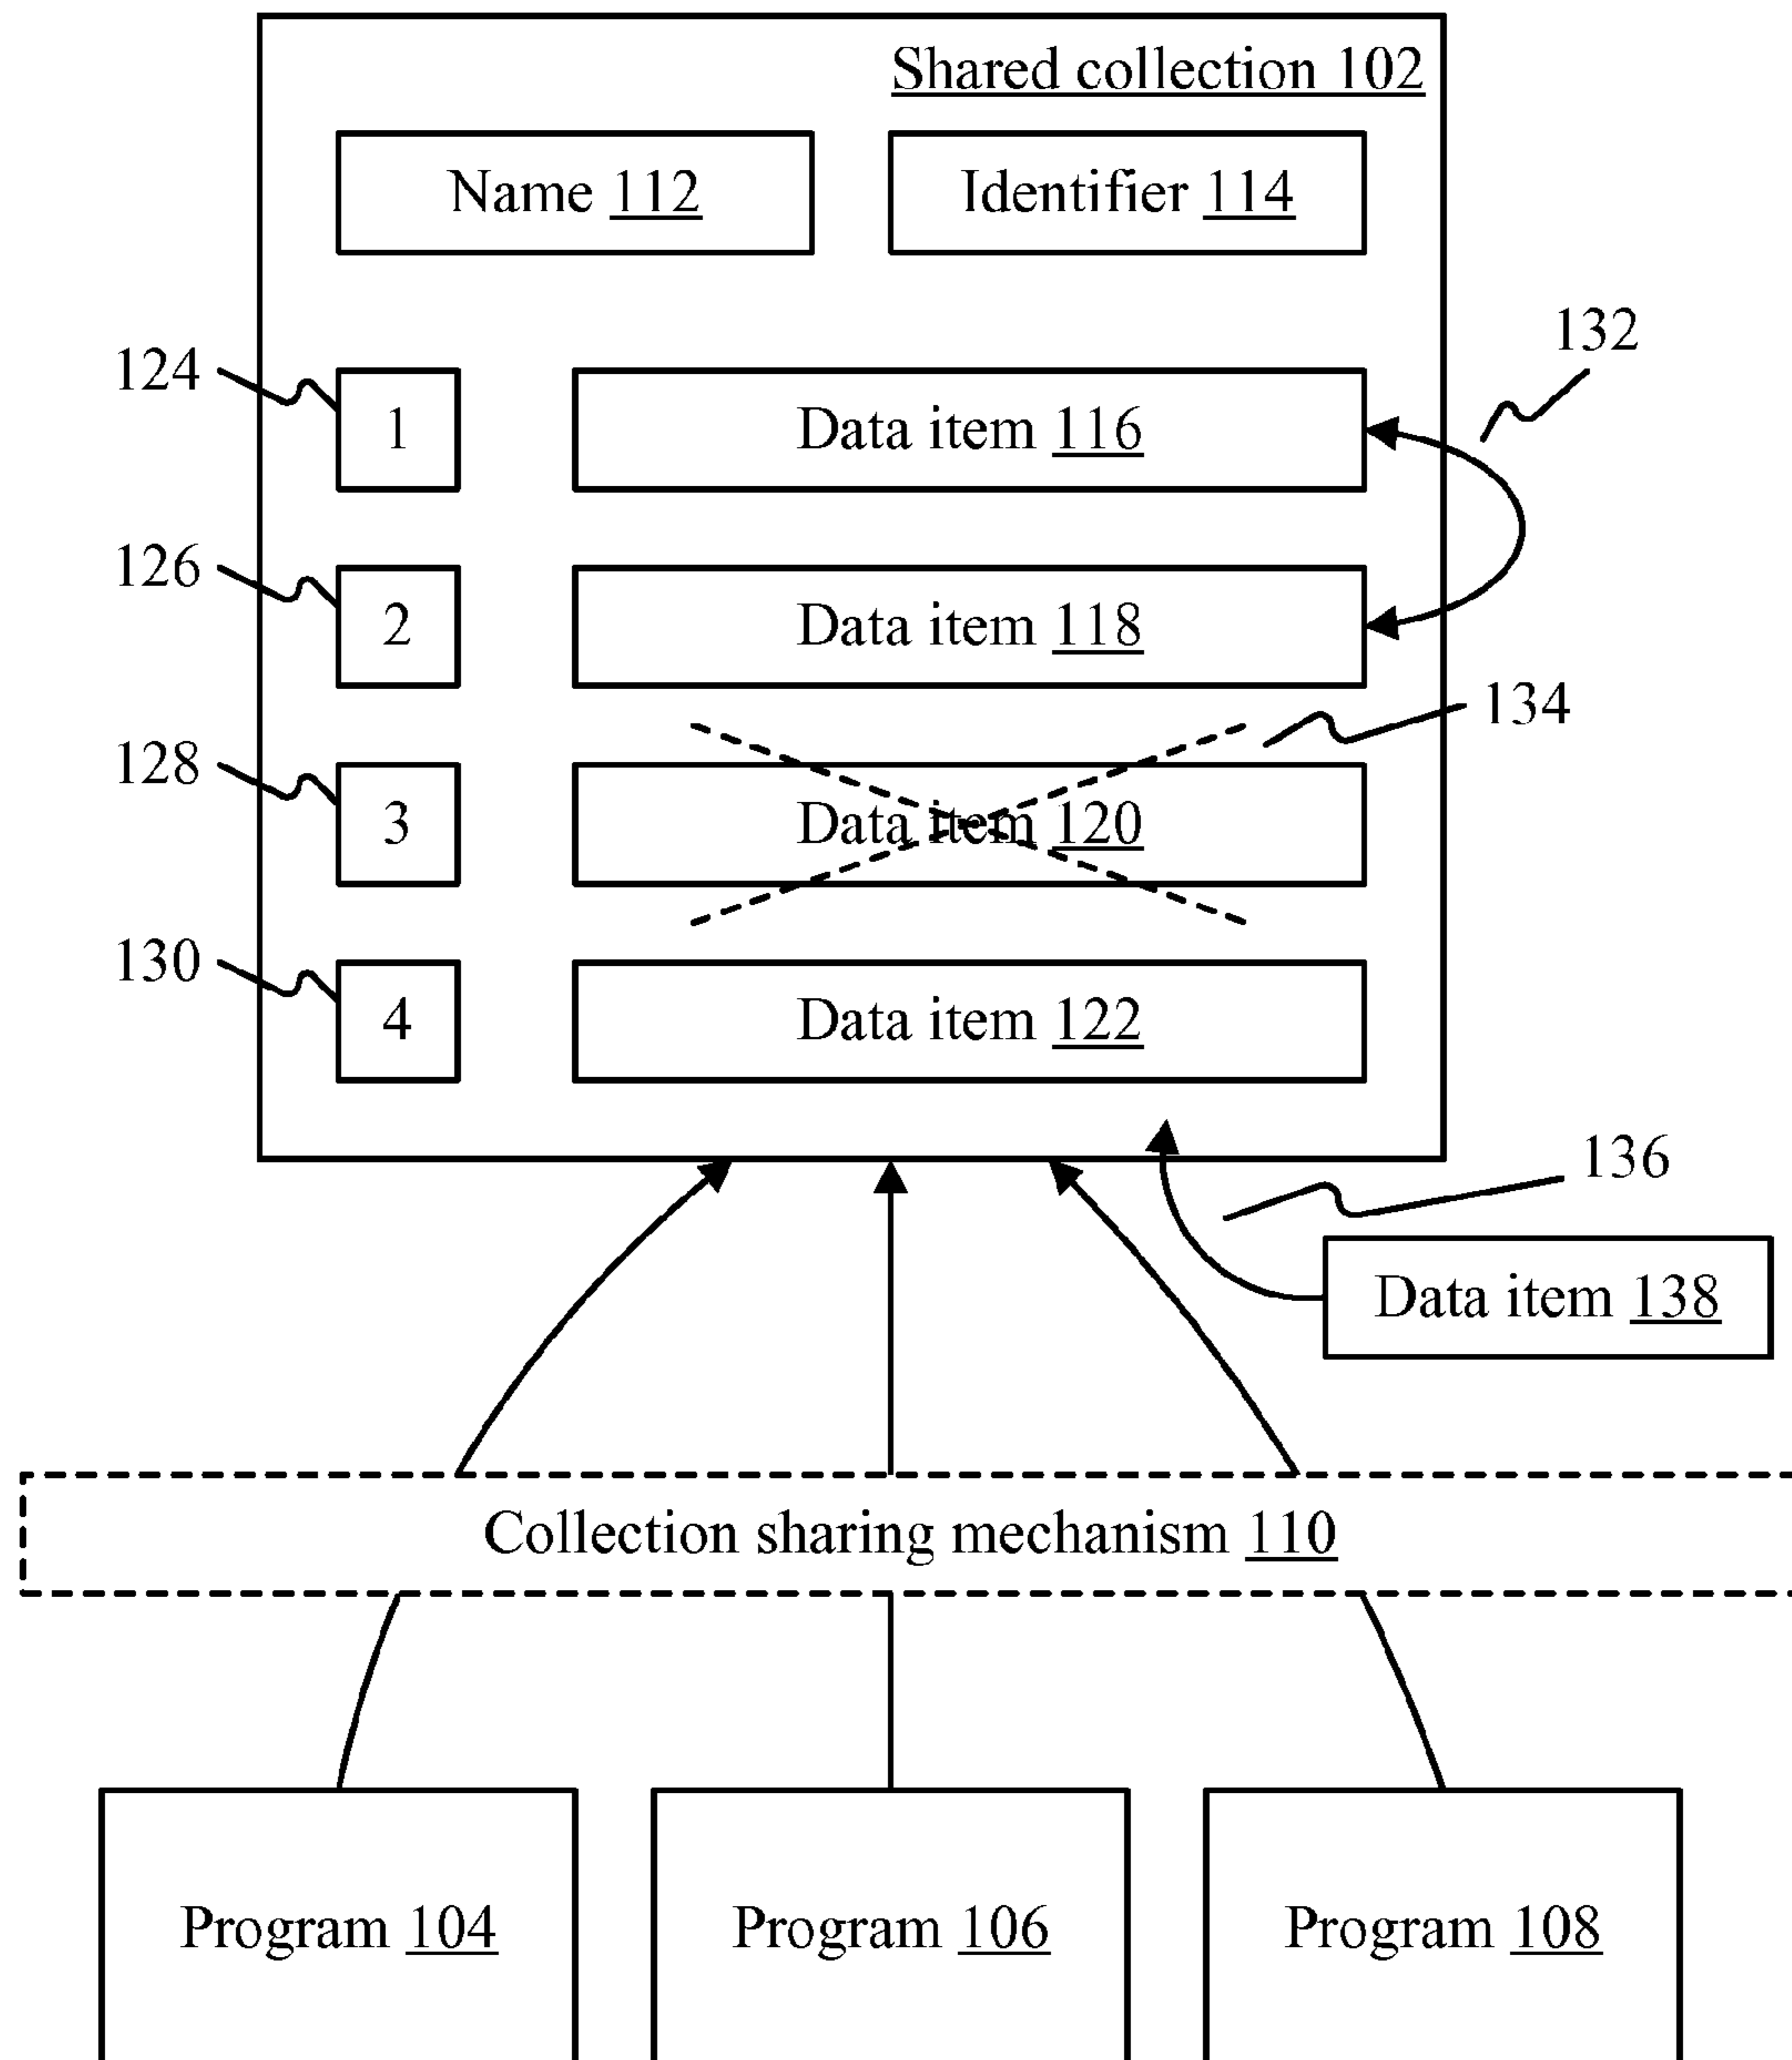 Shared collection 102
Name 112
Identifier 114
132
124
1
Data item 116
126
2
Data item 118
134
128
3
Data item 120
130
4
Data item 122
136
Data item 138
Collection sharing mechanism 110
Program 104
Program 106
Program 108